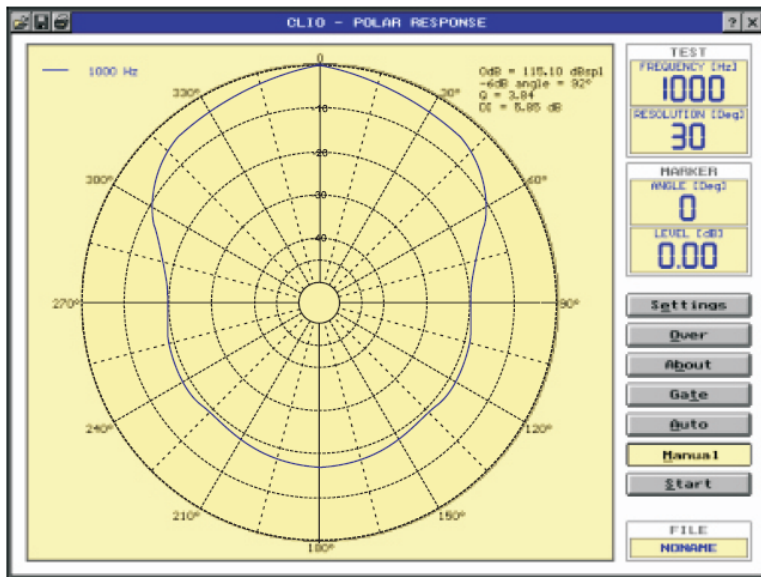 CLIO - POLAR RESPONSE
? ×
1000 Hz
0dB = 115.10 dBspl
-6dB angle = 92°
Q = 3.84
DI = 5.85 dB
0
330°
30°
-10
-20
300°
60°
-30
-40
270°
90°
240°
120°
210°
150°
180°
TEST
FREQUENCY [Hz]
1000
RESOLUTION [Deg]
30
MARKER
ANGLE [Deg]
0
LEVEL [dB]
0.00
Settings
Over
About
Gate
Auto
Manual
Start
FILE
NONAME